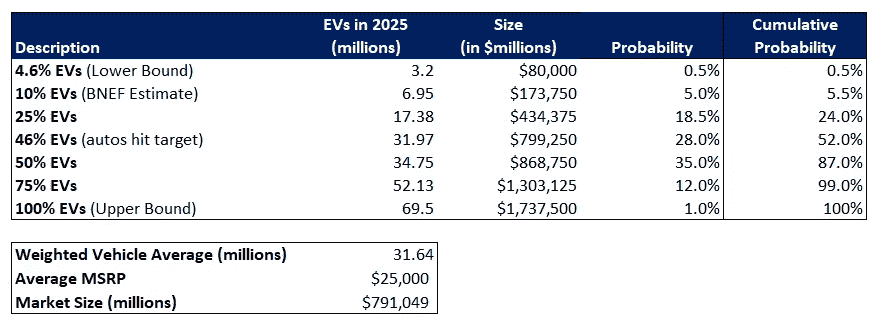 EVs in 2025 Size Cumulative
Description (millions) (in $millions) Probability Probability
4.6% EVs (Lower Bound) 3.2 $80,000 0.5% 0.5%
10% EVs (BNEF Estimate) 6.95 $173,750 5.0% 5.5%
25% EVs 17.38 $434,375 18.5% 24.0%
46% EVs (autos hit target) 31.97 $799,250 28.0% 52.0%
50% EVs 34.75 $868,750 35.0% 87.0%
75% EVs 52.13 $1,303,125 12.0% 99.0%
100% EVs (Upper Bound) 69.5 $1,737,500 1.0% 100%
Weighted Vehicle Average (millions) 31.64
Average MSRP $25,000
Market Size (millions) $791,049